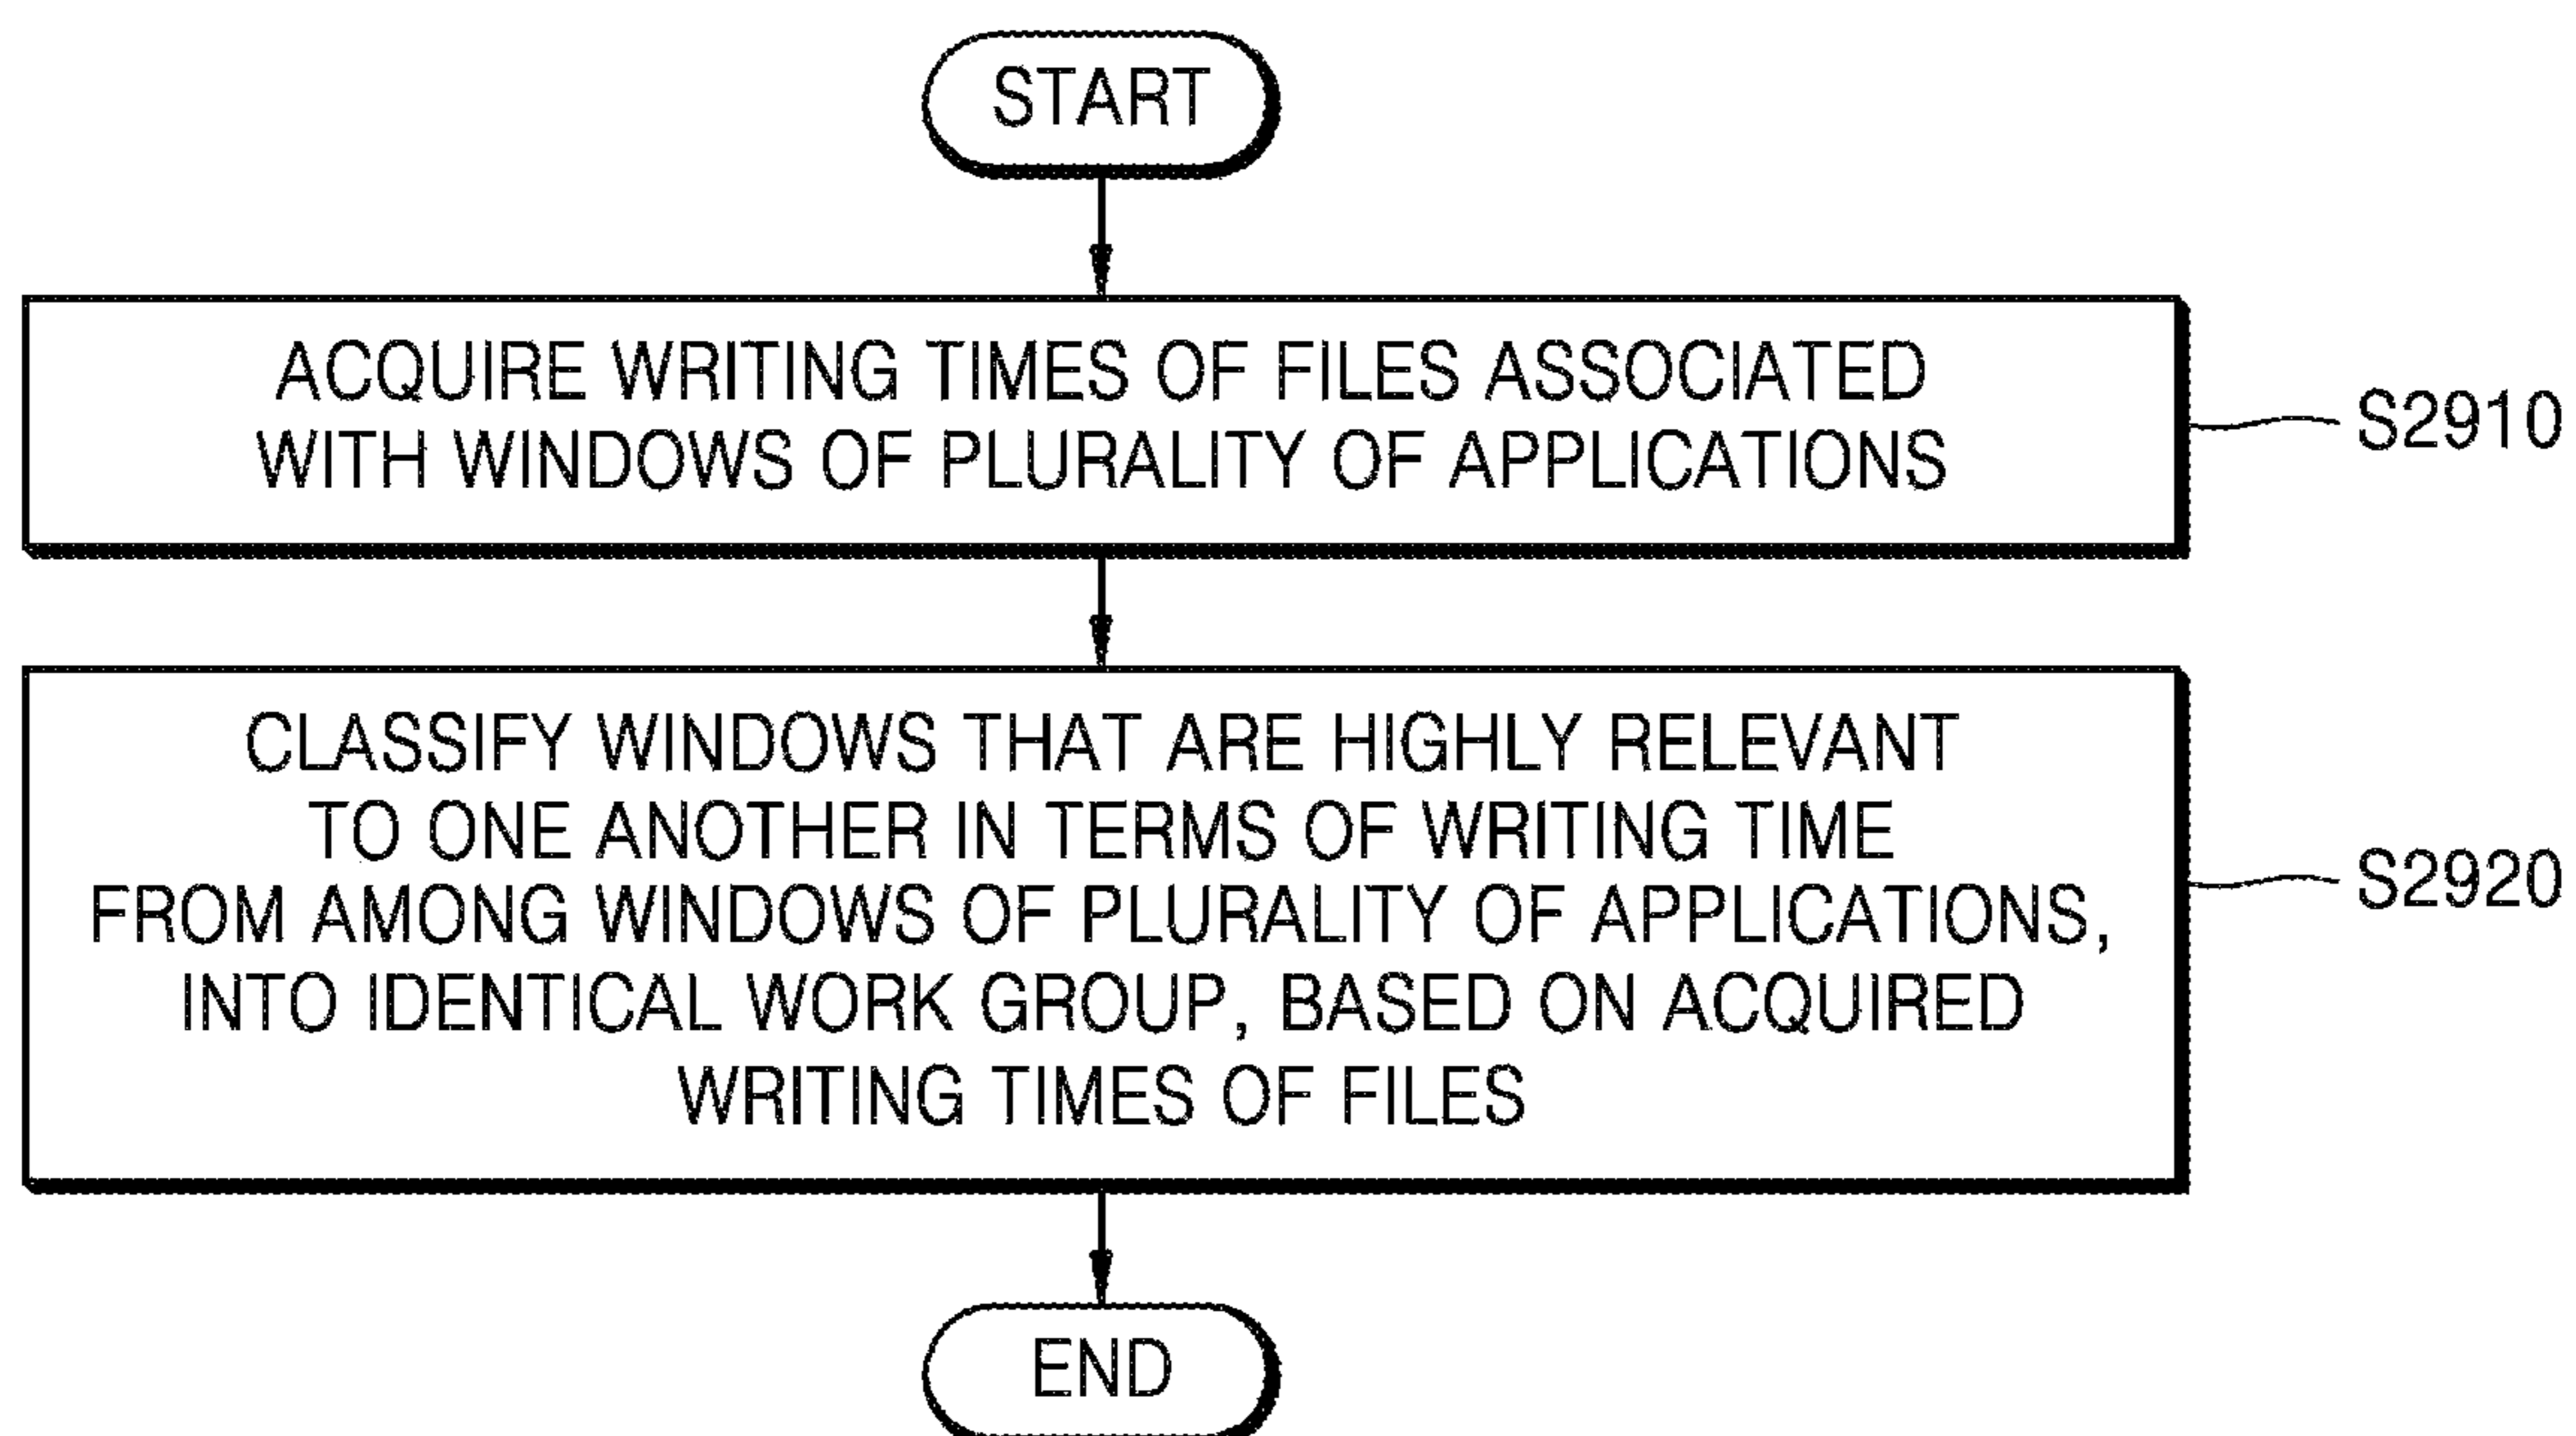 START
ACQUIRE WRITING TIMES OF FILES ASSOCIATED
WITH WINDOWS OF PLURALITY OF APPLICATIONS
S2910
CLASSIFY WINDOWS THAT ARE HIGHLY RELEVANT
TO ONE ANOTHER IN TERMS OF WRITING TIME
FROM AMONG WINDOWS OF PLURALITY OF APPLICATIONS,
INTO IDENTICAL WORK GROUP, BASED ON ACQUIRED
WRITING TIMES OF FILES
S2920
END